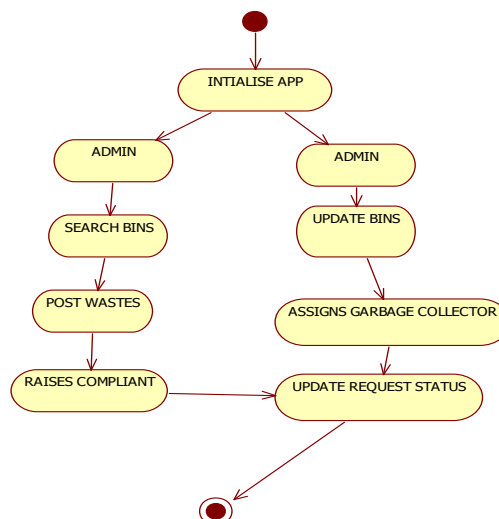 INTIALISE APP
ADMIN
ADMIN
SEARCH BINS
UPDATE BINS
POST WASTES
ASSIGNS GARBAGE COLLECTOR
RAISES COMPLIANT
UPDATE REQUEST STATUS